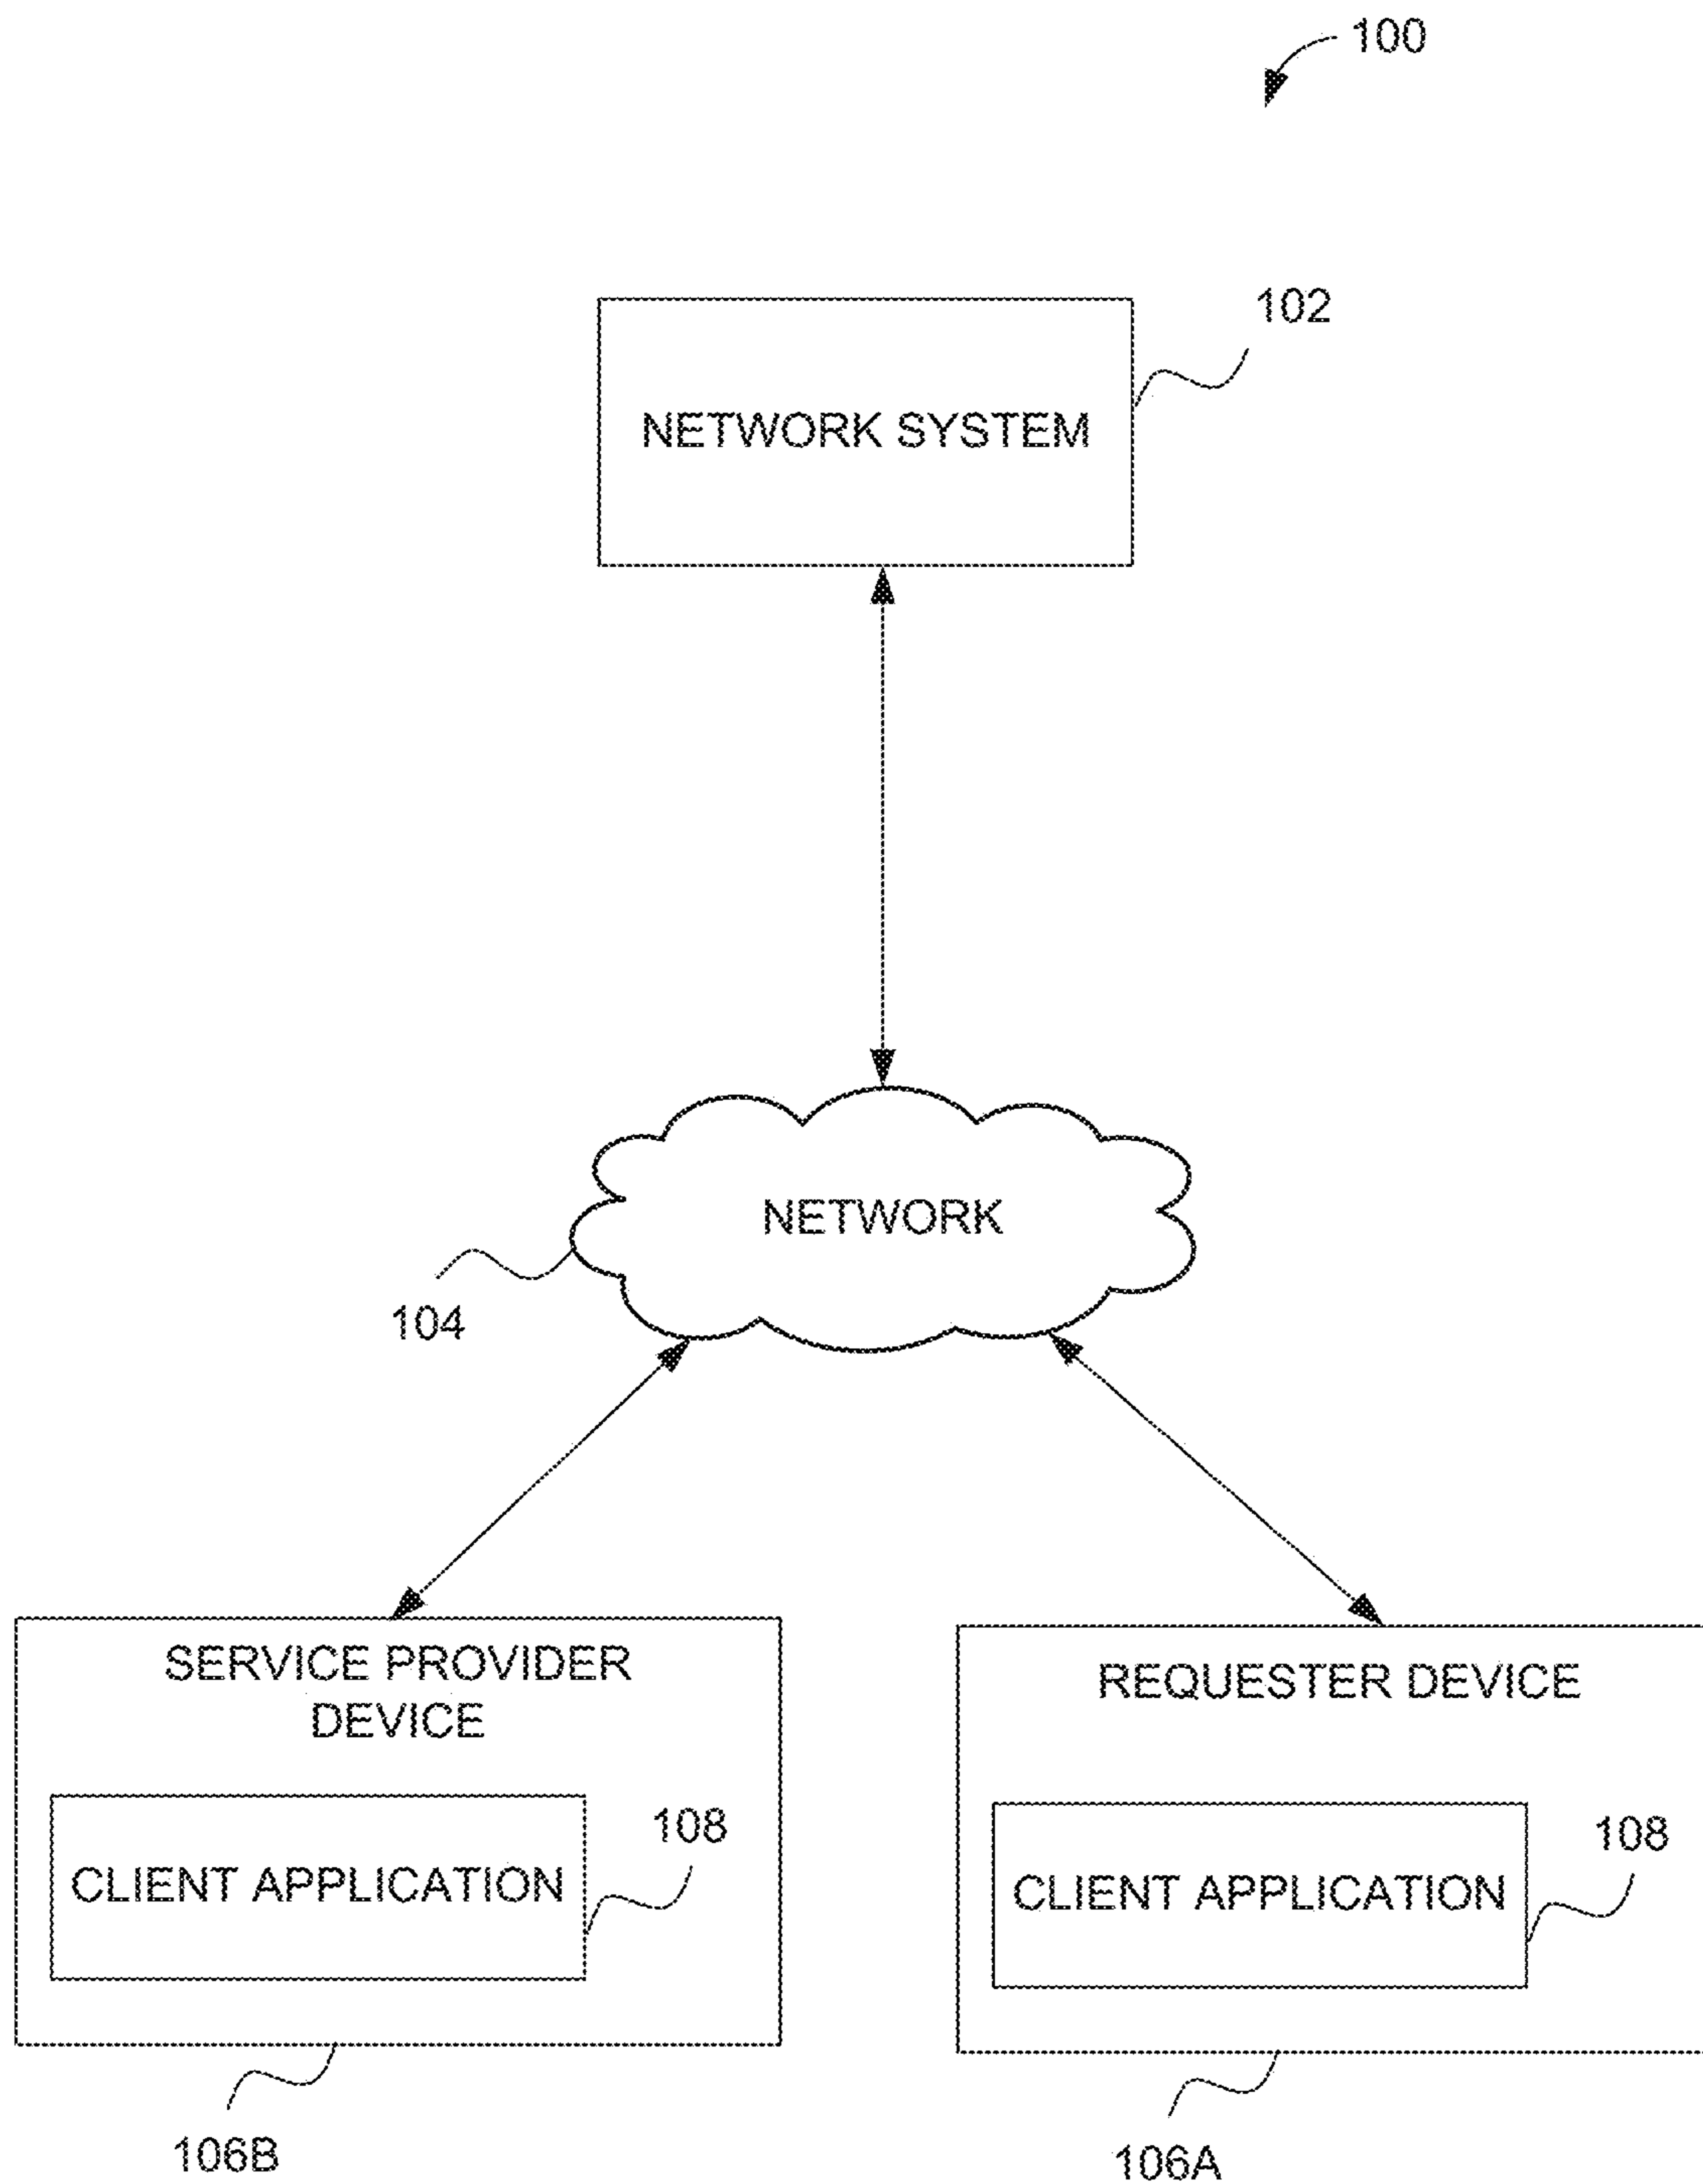 100
102
NETWORK SYSTEM
NETWORK
104
SERVICE PROVIDER
DEVICE
CLIENT APPLICATION
108
106B
REQUESTER DEVICE
CLIENT APPLICATION
108
106A